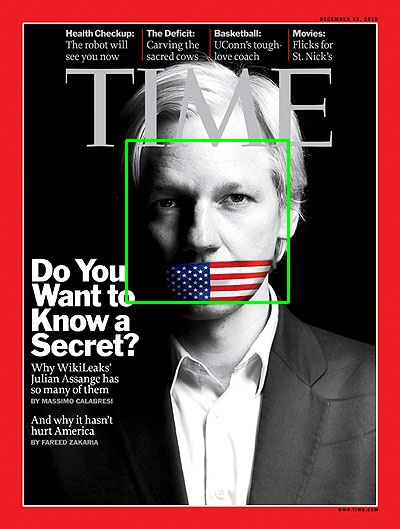 DECEMBER 13, 2010
Health Checkup:
The robot will
see you now
The Deficit:
Carving the
sacred cows
Basketball:
UConn's tough-
love coach
Movies:
Flicks for
St. Nick's
TIME
Do You
Want to
Know a
Secret?
Why WikiLeaks'
Julian Assange has
so many of them
BY MASSIMO CALABRESI
And why it hasn't
hurt America
BY FAREED ZAKARIA
www.time.com